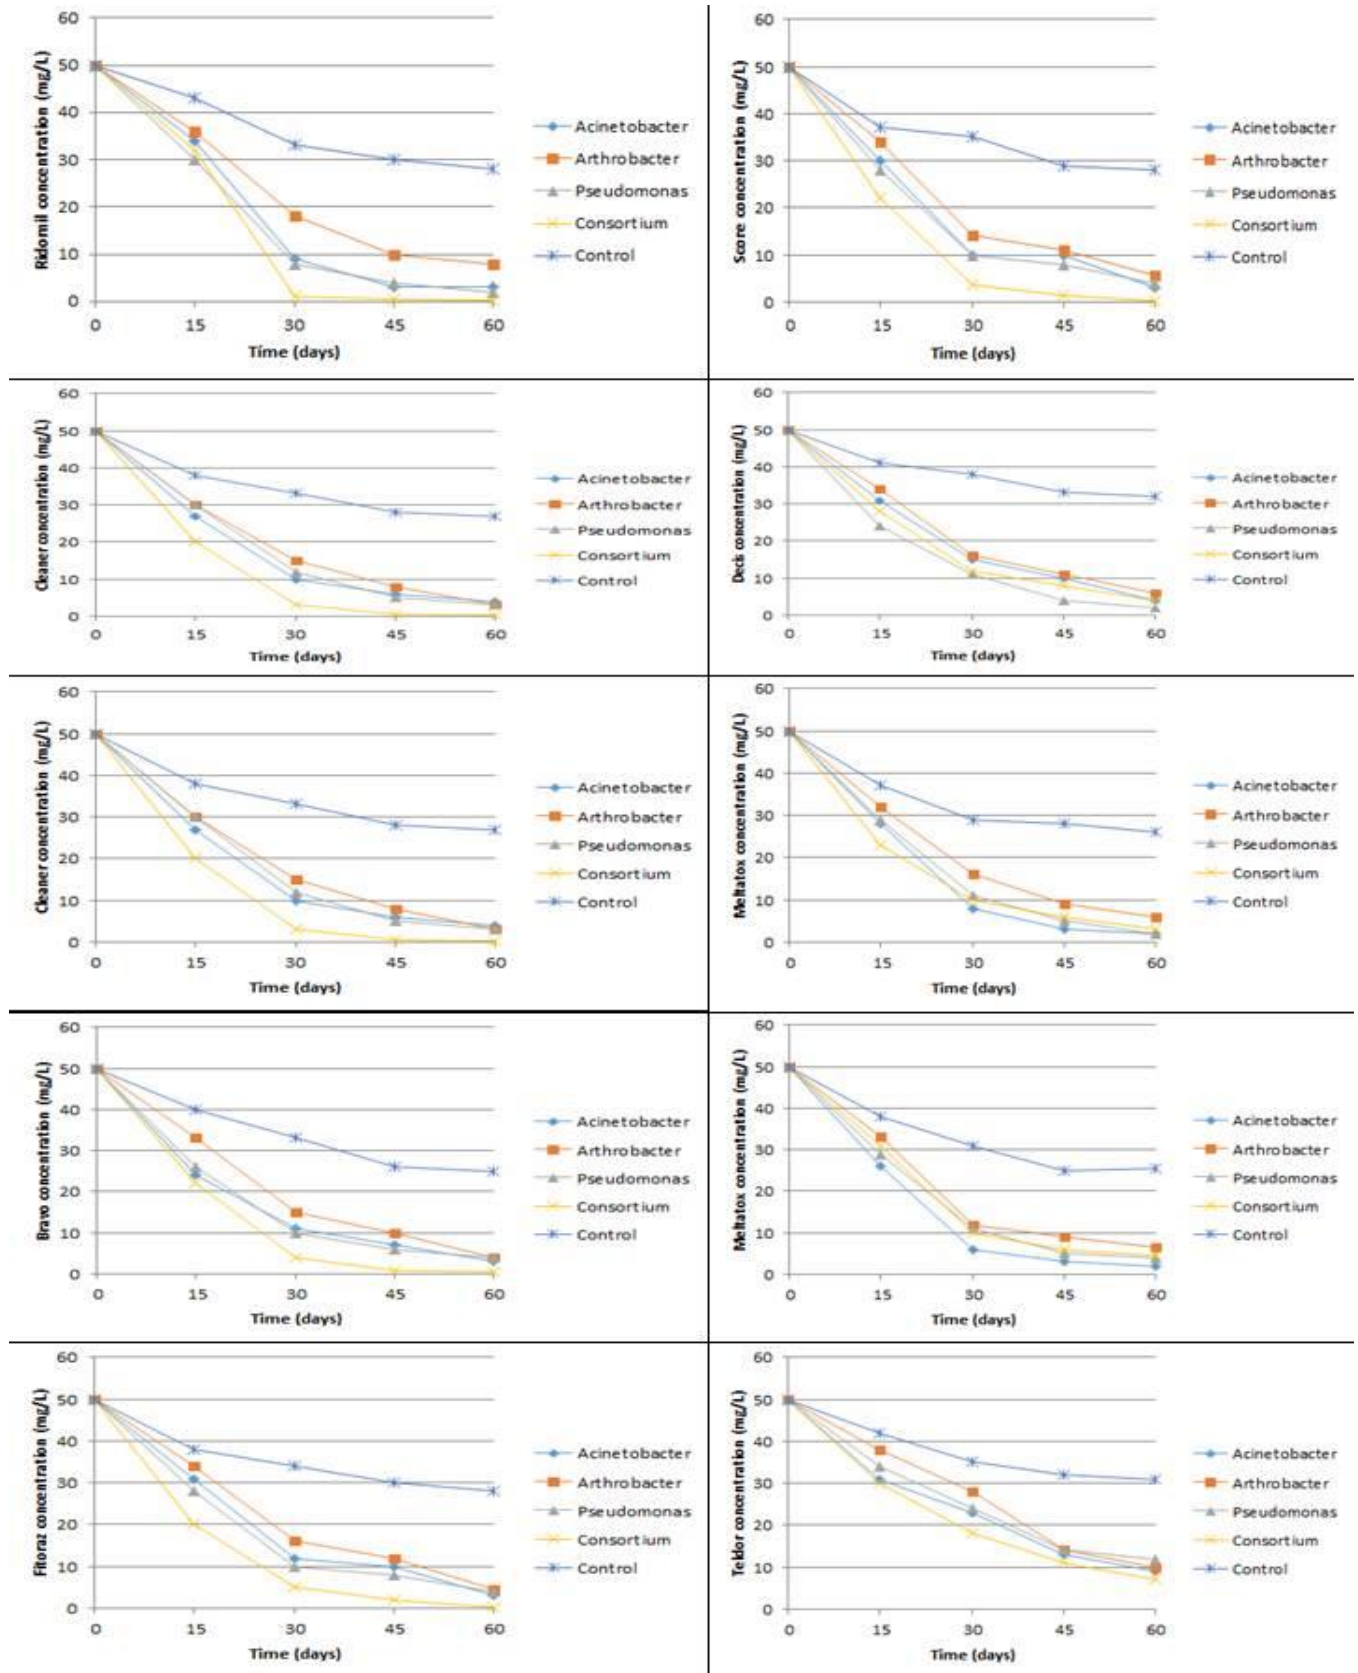 Ridomil concentration (mg/L)
60
50
40
30
20
10
0
0 15 30 45 60
Time (days)
Acinetobacter
Arthrobacter
Pseudomonas
Consortium
Control
Score concentration (mg/L)
60
50
40
30
20
10
0
0 15 30 45 60
Time (days)
Acinetobacter
Arthrobacter
Pseudomonas
Consortium
Control
Cleaner concentration (mg/L)
60
50
40
30
20
10
0
0 15 30 45 60
Time (days)
Acinetobacter
Arthrobacter
Pseudomonas
Consortium
Control
Decis concentration (mg/L)
60
50
40
30
20
10
0
0 15 30 45 60
Time (days)
Acinetobacter
Arthrobacter
Pseudomonas
Consortium
Control
Cleaner concentration (mg/L)
60
50
40
30
20
10
0
0 15 30 45 60
Time (days)
Acinetobacter
Arthrobacter
Pseudomonas
Consortium
Control
Meltatox concentration (mg/L)
60
50
40
30
20
10
0
0 15 30 45 60
Time (days)
Acinetobacter
Arthrobacter
Pseudomonas
Consortium
Control
Bravo concentration (mg/L)
60
50
40
30
20
10
0
0 15 30 45 60
Time (days)
Acinetobacter
Arthrobacter
Pseudomonas
Consortium
Control
Meltatox concentration (mg/L)
60
50
40
30
20
10
0
0 15 30 45 60
Time (days)
Acinetobacter
Arthrobacter
Pseudomonas
Consortium
Control
Fitoraz concentration (mg/L)
60
50
40
30
20
10
0
0 15 30 45 60
Time (days)
Acinetobacter
Arthrobacter
Pseudomonas
Consortium
Control
Teldor concentration (mg/L)
60
50
40
30
20
10
0
0 15 30 45 60
Time (days)
Acinetobacter
Arthrobacter
Pseudomonas
Consortium
Control